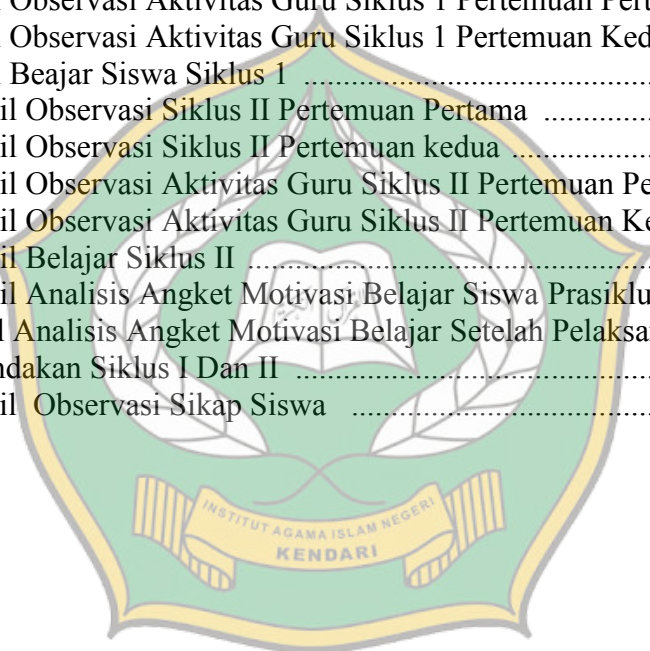 Observasi Aktivitas Guru Siklus 1 Pertemuan
Observasi Aktivitas Guru Siklus 1 Pertemuan Ked
Beajar Siswa Siklus 1 ........................................................
il Observasi Siklus II Pertemuan Pertama ...................
il Observasi Siklus II Pertemuan kedua ........................
il Observasi Aktivitas Guru Siklus II Pertemuan Pe
il Observasi Aktivitas Guru Siklus II Pertemuan Ke
il Belajar Siklus II ................................................................
il Analisis Angket Motivasi Belajar Siswa Prasiklu
l Analisis Angket Motivasi Belajar Setelah Pelaksa
ndakan Siklus I Dan II .........................................................
il Observasi Sikap Siswa ................................................
INSTITUT AGAMA ISLAM NEGERI
KENDARI